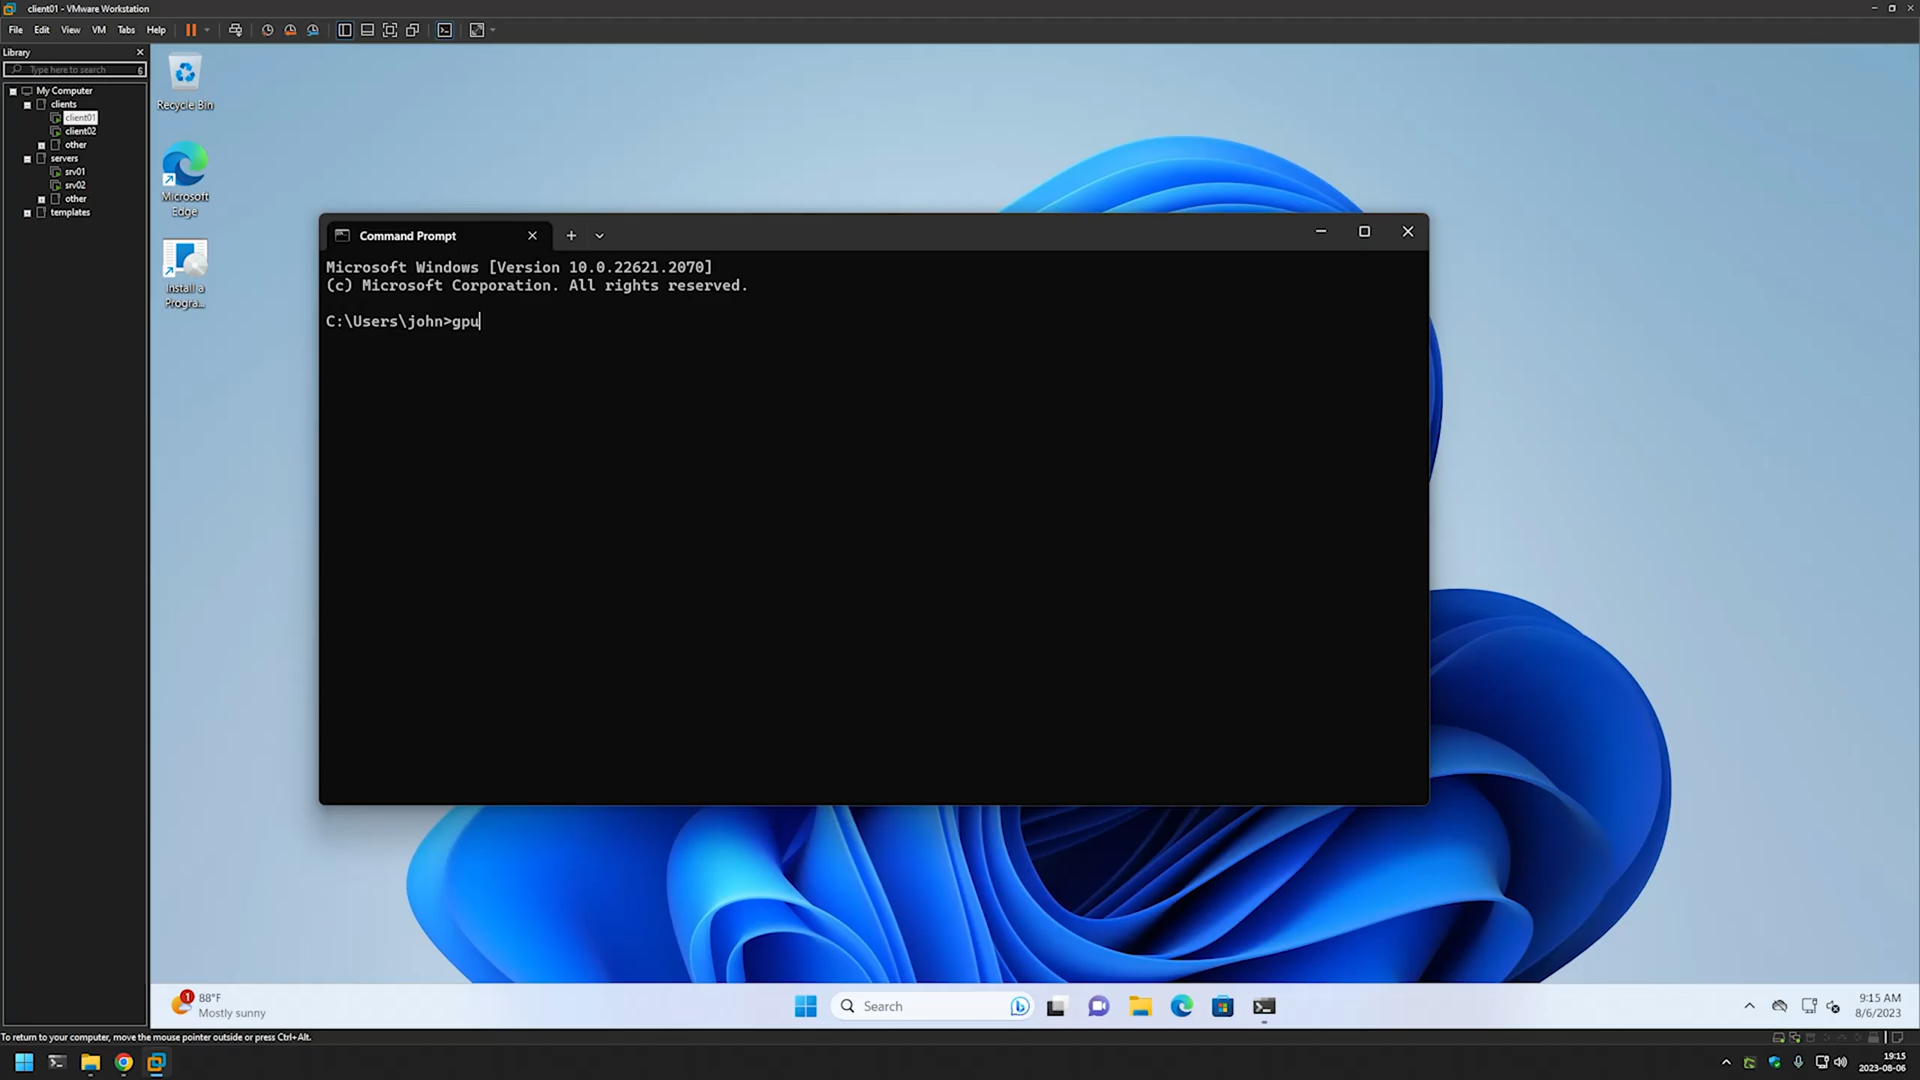 client01 - VMware Workstation
File Edit View VM Tabs Help
Library
Type here to search
My Computer
clients
client01
client02
other
servers
srv01
srv02
other
templates
Recycle Bin
Microsoft
Edge
Install a
Progra...
Command Prompt
Microsoft Windows [Version 10.0.22621.2070]
(c) Microsoft Corporation. All rights reserved.
C:\Users\john>gpu
1
88°F
Mostly sunny
Search
9:15 AM
8/6/2023
To return to your computer, move the mouse pointer outside or press Ctrl+Alt.
19:15
2023-08-06